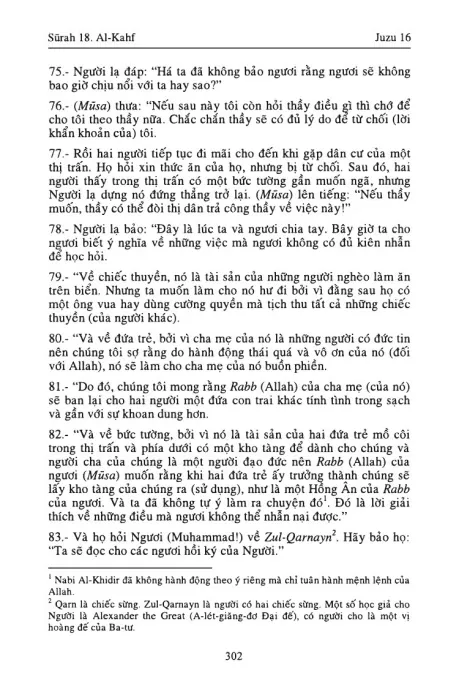 Sūrah 18. Al-Kahf Juzu 16
75.- Người lạ đáp: “Há ta đã không bảo ngươi rằng ngươi sẽ không
bao giờ chịu nổi với ta hay sao?”
76.- (Mūsa) thưa: “Nếu sau này tôi còn hỏi thầy điều gì thì chớ để
cho tôi theo thầy nữa. Chắc chắn thầy sẽ có đủ lý do để từ chối (lời
khẩn khoản của) tôi.
77.- Rồi hai người tiếp tục đi mãi cho đến khi gặp dân cư của một
thị trấn. Họ hỏi xin thức ăn của họ, nhưng bị từ chối. Sau đó, hai
người thấy trong thị trấn có một bức tường gần muốn ngã, nhưng
Người lạ dựng nó đứng thẳng trở lại. (Mūsa) lên tiếng: “Nếu thầy
muốn, thầy có thể đòi thị dân trả công thầy về việc này!”
78.- Người lạ bảo: “Đây là lúc ta và ngươi chia tay. Bây giờ ta cho
ngươi biết ý nghĩa về những việc mà ngươi không có đủ kiên nhẫn
để học hỏi.
79.- “Về chiếc thuyền, nó là tài sản của những người nghèo làm ăn
trên biển. Nhưng ta muốn làm cho nó hư đi bởi vì đằng sau họ có
một ông vua hay dùng cường quyền mà tịch thu tất cả những chiếc
thuyền (của người khác).
80.- “Và về đứa trẻ, bởi vì cha mẹ của nó là những người có đức tin
nên chúng tôi sợ rằng do hành động thái quá và vô ơn của nó (đối
với Allah), nó sẽ làm cho cha mẹ của nó buồn phiền.
81.- “Do đó, chúng tôi mong rằng Rabb (Allah) của cha mẹ (của nó)
sẽ ban lại cho hai người một đứa con trai khác tính tình trong sạch
và gần với sự khoan dung hơn.
82.- “Và về bức tường, bởi vì nó là tài sản của hai đứa trẻ mồ côi
trong thị trấn và phía dưới có một kho tàng để dành cho chúng và
người cha của chúng là một người đạo đức nên Rabb (Allah) của
ngươi (Mūsa) muốn rằng khi hai đứa trẻ ấy trưởng thành chúng sẽ
lấy kho tàng của chúng ra (sử dụng), như là một Hồng Ân của Rabb
của ngươi. Và ta đã không tự ý làm ra chuyện đó¹. Đó là lời giải
thích về những điều mà ngươi không thể nhẫn nại được.”
83.- Và họ hỏi Ngươi (Muhammad!) về Zul-Qarnayn². Hãy bảo họ:
“Ta sẽ đọc cho các ngươi hồi ký của Người.”
¹ Nabi Al-Khidir đã không hành động theo ý riêng mà chỉ tuân hành mệnh lệnh của
Allah.
² Qarn là chiếc sừng. Zul-Qarnayn là người có hai chiếc sừng. Một số học giả cho
Người là Alexander the Great (A-lét-giăng-đơ Đại đế), có người cho là một vị
hoàng đế của Ba-tư.
302